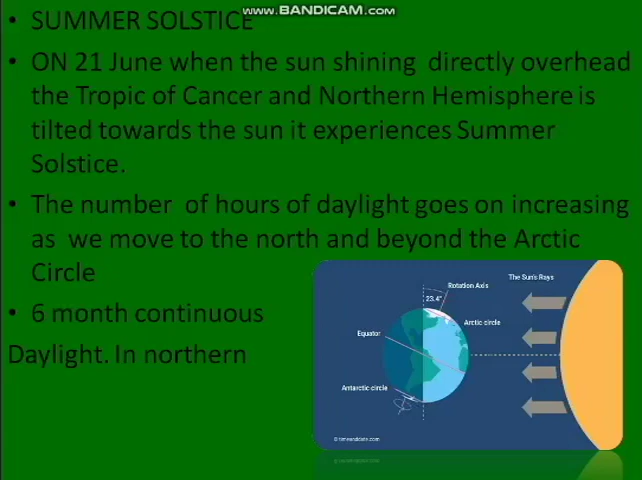 www.BANDICAM.com
• SUMMER SOLSTICE
• ON 21 June when the sun shining directly overhead
the Tropic of Cancer and Northern Hemisphere is
tilted towards the sun it experiences Summer
Solstice.
• The number of hours of daylight goes on increasing
as we move to the north and beyond the Arctic
Circle
• 6 month continuous
Daylight. In northern
Rotation Axis
The Sun's Rays
23.4°
Arctic circle
Equator
Antarctic circle
© timeanddate.com